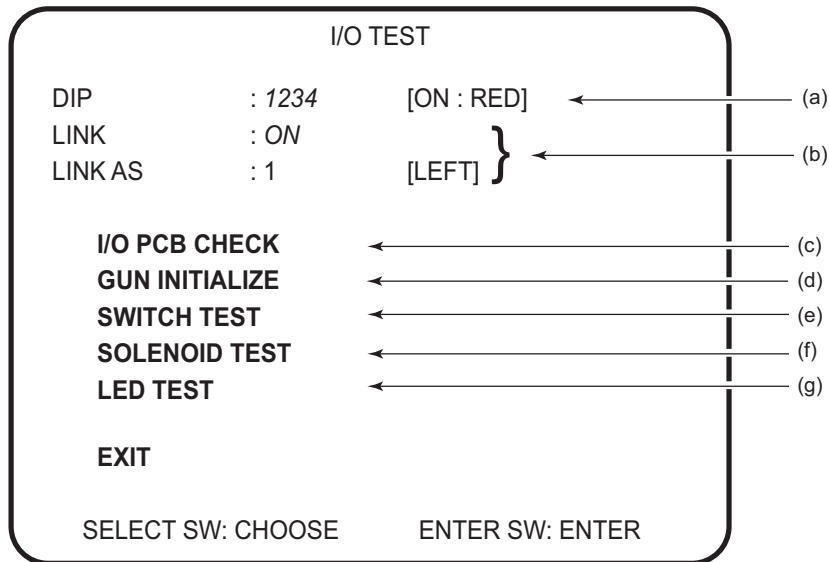 I/O TEST
DIP : 1234 [ON : RED] (a)
LINK : ON
LINK AS : 1 [LEFT] } (b)
I/O PCB CHECK (c)
GUN INITIALIZE (d)
SWITCH TEST (e)
SOLENOID TEST (f)
LED TEST (g)
EXIT
SELECT SW: CHOOSE ENTER SW: ENTER